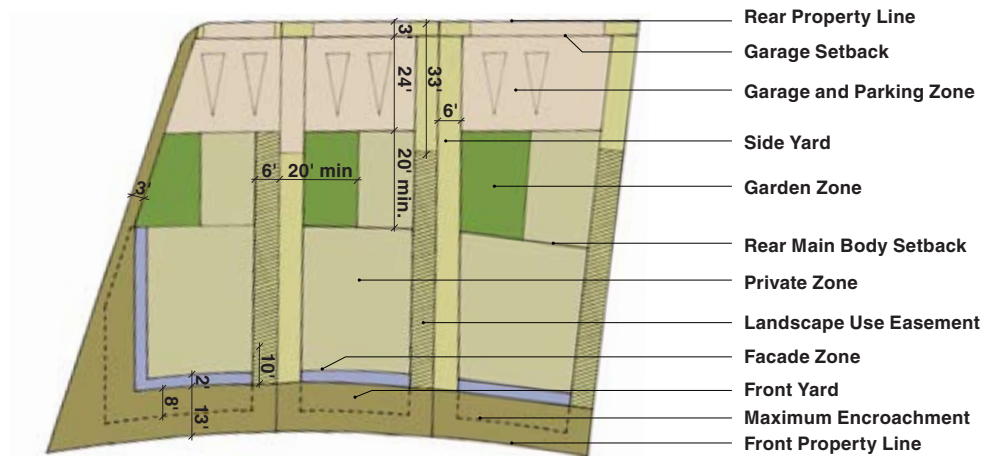 Rear Property Line
Garage Setback
Garage and Parking Zone
Side Yard
Garden Zone
Rear Main Body Setback
Private Zone
Landscape Use Easement
Facade Zone
Front Yard
Maximum Encroachment
Front Property Line
3'
24'
33'
6'
20' min.
6'
20' min
3'
10'
2'
8'
13'